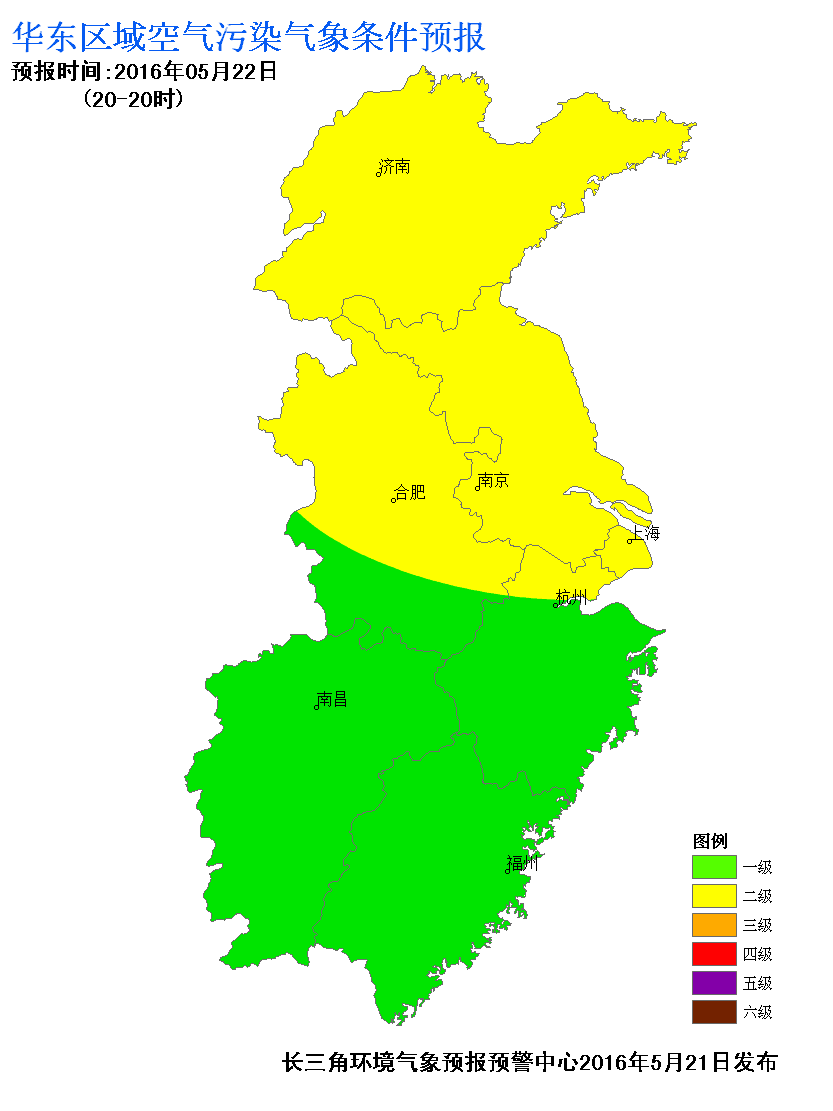 华东区域空气污染气象条件预报
预报时间:2016年05月22日
(20-20时)
济南
南京
合肥
上海
杭州
南昌
福州
图例
一级
二级
三级
四级
五级
六级
长三角环境气象预报预警中心2016年5月21日发布